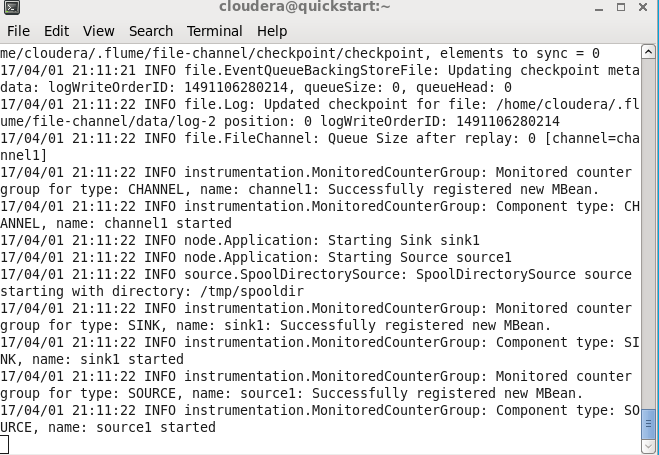 cloudera@quickstart:~
File Edit View Search Terminal Help
me/cloudera/.flume/file-channel/checkpoint/checkpoint, elements to sync = 0
17/04/01 21:11:21 INFO file.EventQueueBackingStoreFile: Updating checkpoint meta
data: logWriteOrderID: 1491106280214, queueSize: 0, queueHead: 0
17/04/01 21:11:22 INFO file.Log: Updated checkpoint for file: /home/cloudera/.fl
ume/file-channel/data/log-2 position: 0 logWriteOrderID: 1491106280214
17/04/01 21:11:22 INFO file.FileChannel: Queue Size after replay: 0 [channel=cha
nnel1]
17/04/01 21:11:22 INFO instrumentation.MonitoredCounterGroup: Monitored counter
group for type: CHANNEL, name: channel1: Successfully registered new MBean.
17/04/01 21:11:22 INFO instrumentation.MonitoredCounterGroup: Component type: CH
ANNEL, name: channel1 started
17/04/01 21:11:22 INFO node.Application: Starting Sink sink1
17/04/01 21:11:22 INFO node.Application: Starting Source source1
17/04/01 21:11:22 INFO source.SpoolDirectorySource: SpoolDirectorySource source
starting with directory: /tmp/spooldir
17/04/01 21:11:22 INFO instrumentation.MonitoredCounterGroup: Monitored counter
group for type: SINK, name: sink1: Successfully registered new MBean.
17/04/01 21:11:22 INFO instrumentation.MonitoredCounterGroup: Component type: SI
NK, name: sink1 started
17/04/01 21:11:22 INFO instrumentation.MonitoredCounterGroup: Monitored counter
group for type: SOURCE, name: source1: Successfully registered new MBean.
17/04/01 21:11:22 INFO instrumentation.MonitoredCounterGroup: Component type: SO
URCE, name: source1 started